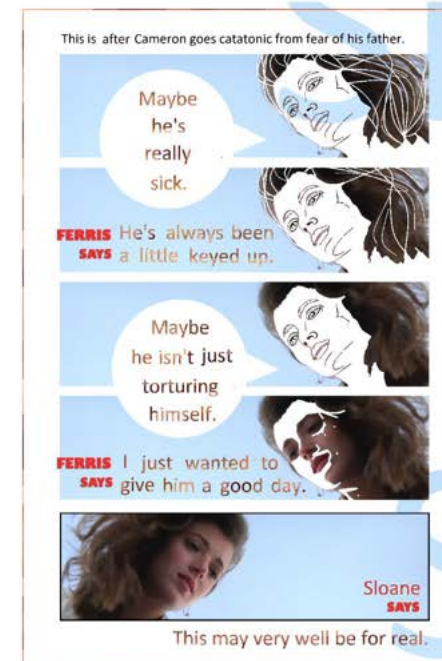 This is after Cameron goes catatonic from fear of his father.
Maybe
he's
really
sick.
FERRIS He's always been
SAYS a little keyed up.
Maybe
he isn't just
torturing
himself.
FERRIS I just wanted to
SAYS give him a good day.
Sloane
SAYS
This may very well be for real.